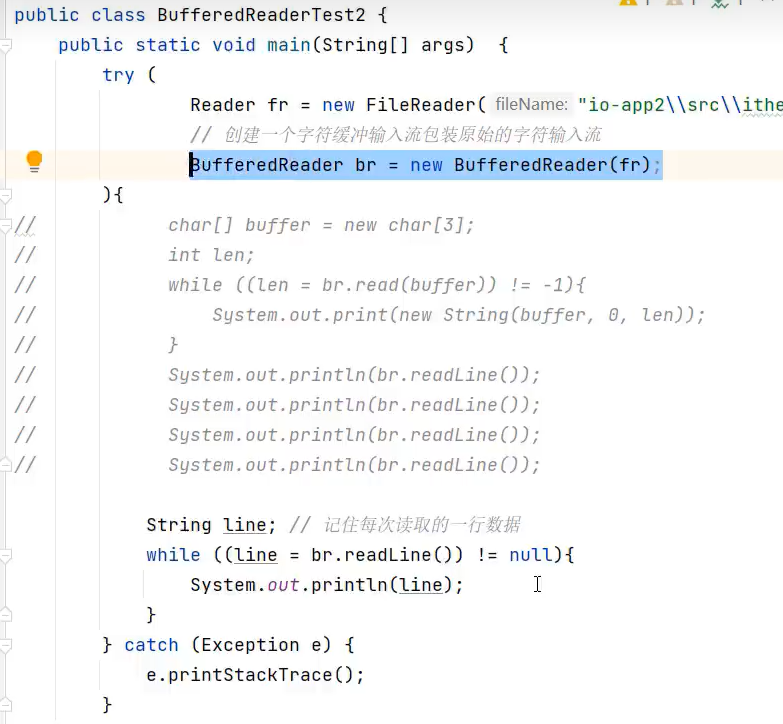 public class BufferedReaderTest2 {
public static void main(String[] args) {
try (
Reader fr = new FileReader( fileName: "io-app2\\src\\ithe
// 创建一个字符缓冲输入流包装原始的字符输入流
BufferedReader br = new BufferedReader(fr);
){
// char[] buffer = new char[3];
// int len;
// while ((len = br.read(buffer)) != -1){
// System.out.print(new String(buffer, 0, len));
// }
// System.out.println(br.readLine());
// System.out.println(br.readLine());
// System.out.println(br.readLine());
// System.out.println(br.readLine());
String line; // 记住每次读取的一行数据
while ((line = br.readLine()) != null){
System.out.println(line);
}
} catch (Exception e) {
e.printStackTrace();
}